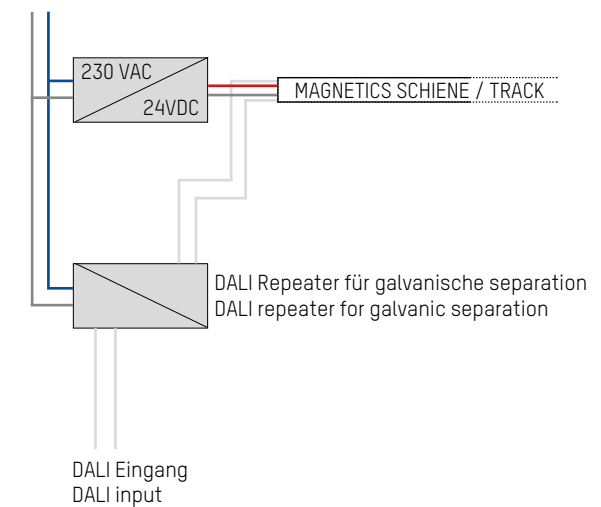 230 VAC
24VDC
MAGNETICS SCHIENE / TRACK
DALI Repeater für galvanische separation
DALI repeater for galvanic separation
DALI Eingang
DALI input